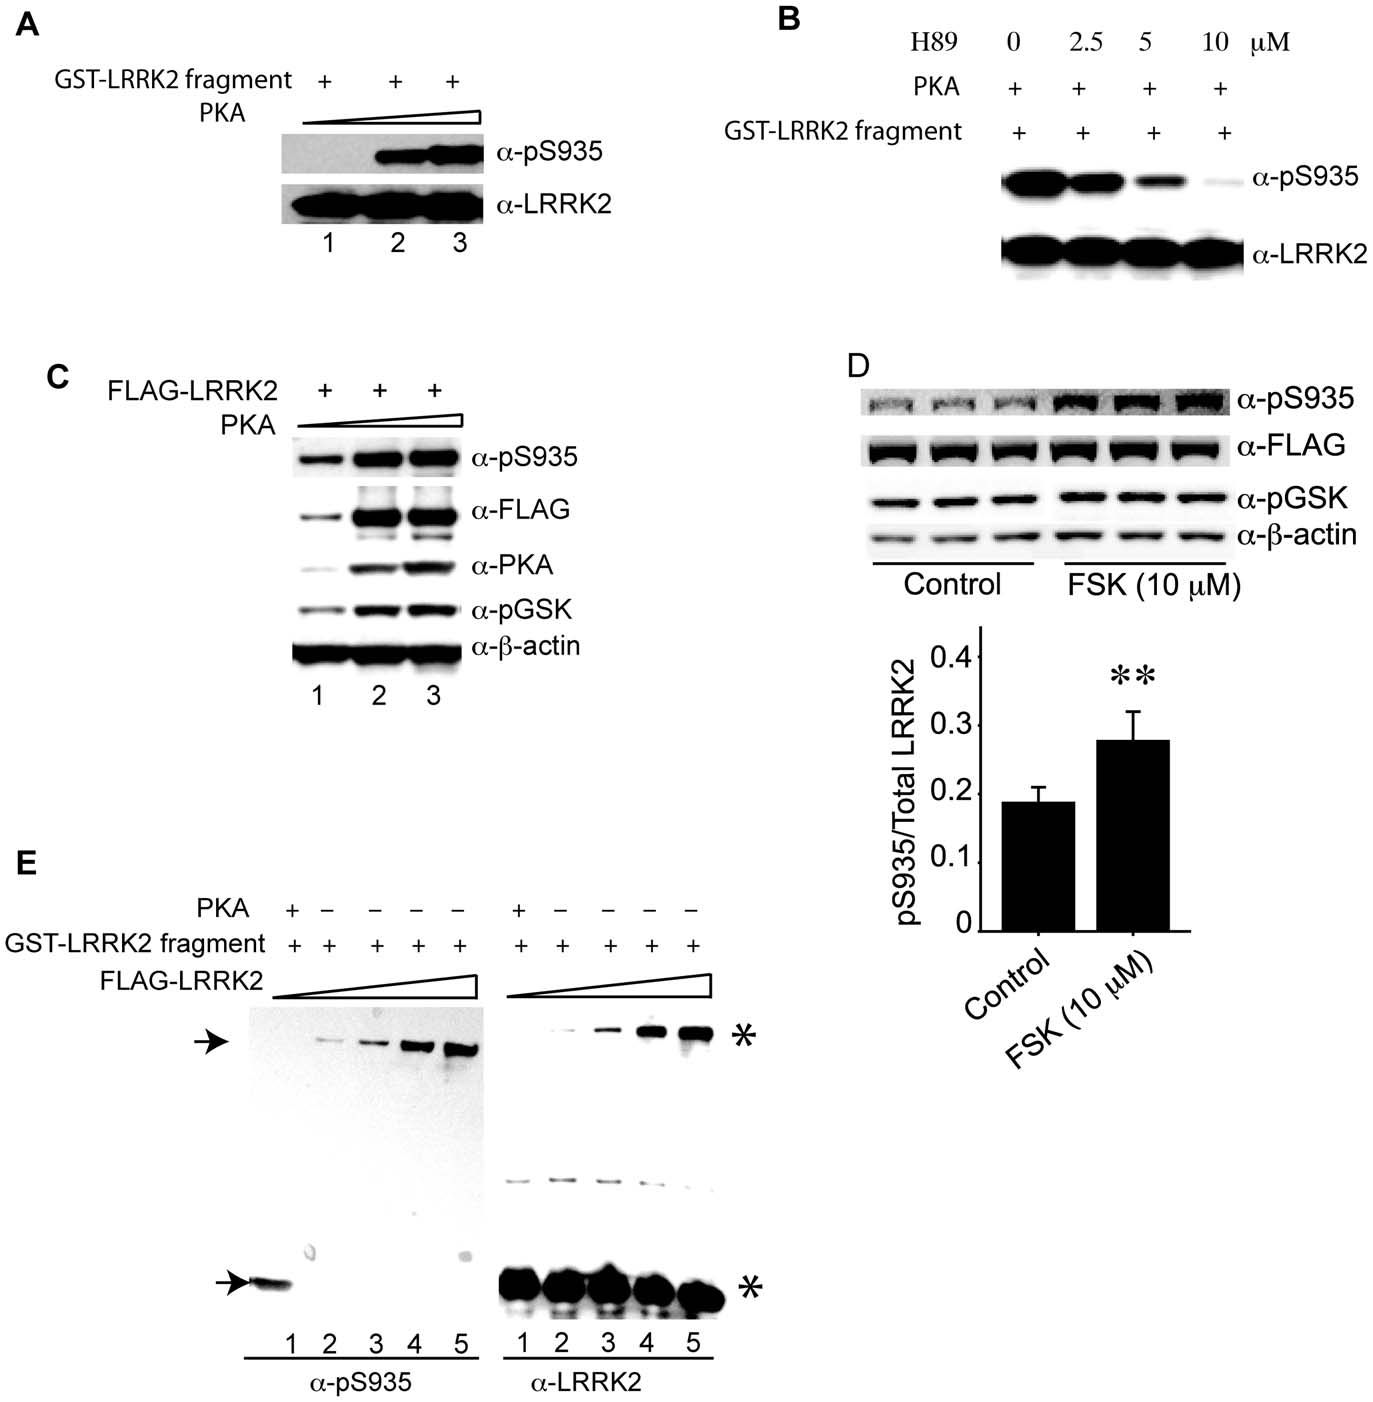 A
GST-LRRK2 fragment + + +
PKA
α-pS935
α-LRRK2
1 2 3
B
H89 0 2.5 5 10 μM
PKA + + + +
GST-LRRK2 fragment + + + +
α-pS935
α-LRRK2
C
FLAG-LRRK2 + + +
PKA
α-pS935
α-FLAG
α-PKA
α-pGSK
α-β-actin
1 2 3
D
α-pS935
α-FLAG
α-pGSK
α-β-actin
Control FSK (10 μM)
pS935/Total LRRK2
0.4
0.3
0.2
0.1
0
**
Control
FSK (10 μM)
E
PKA + − − − − + − − − −
GST-LRRK2 fragment + + + + + + + + + +
FLAG-LRRK2
*
*
1 2 3 4 5 1 2 3 4 5
α-pS935 α-LRRK2